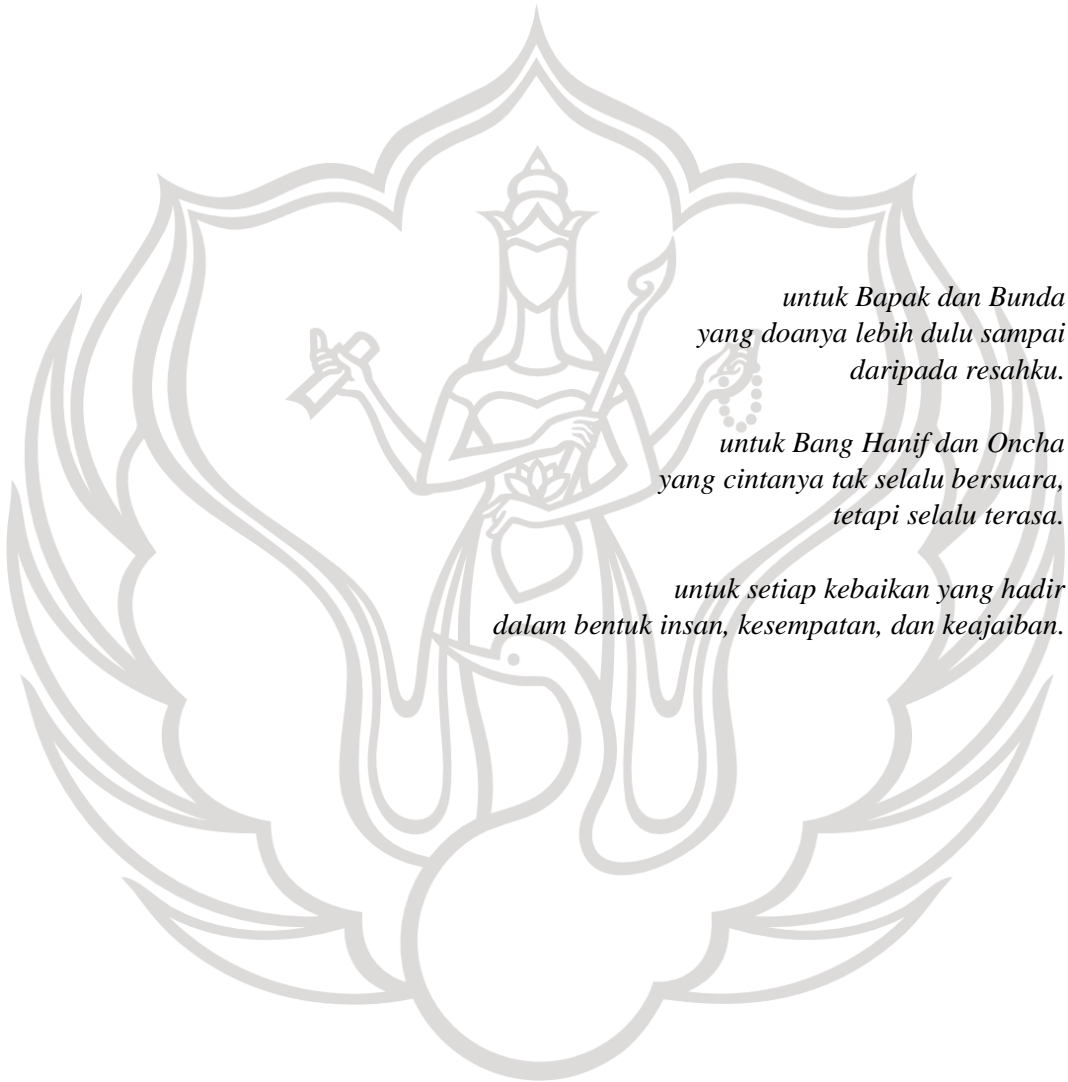 untuk Bapak dan Bunda
yang doanya lebih dulu sampai
daripada resahku.
untuk Bang Hanif dan Oncha
yang cintanya tak selalu bersuara,
tetapi selalu terasa.
untuk setiap kebaikan yang hadir
dalam bentuk insan, kesempatan, dan keajaiban.